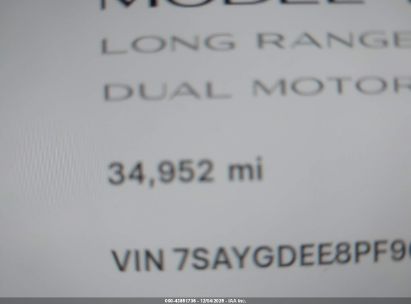 LONG RANGE
DUAL MOTOR
34,952 mi
VIN 7SAYGDEE8PF9